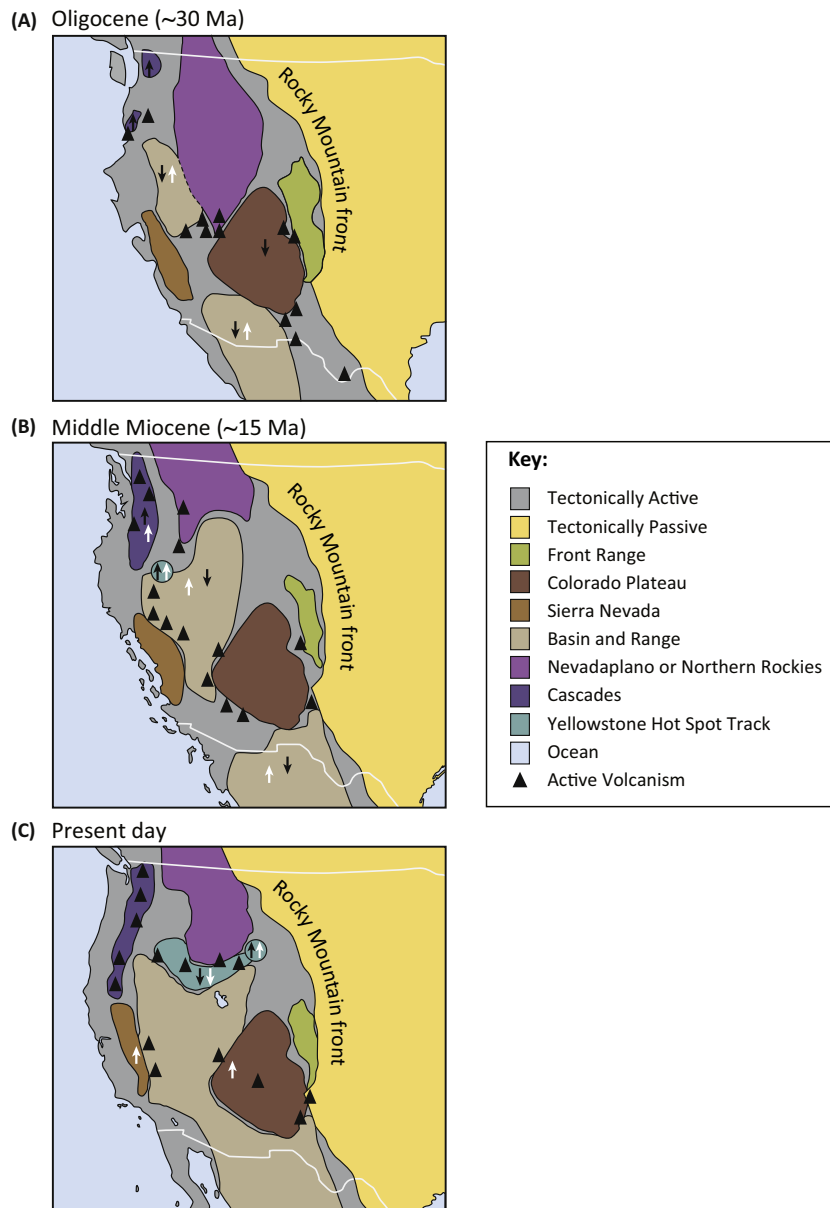 (A) Oligocene (~30 Ma)
Rocky Mountain front
(B) Middle Miocene (~15 Ma)
Rocky Mountain front
Key:
Tectonically Active
Tectonically Passive
Front Range
Colorado Plateau
Sierra Nevada
Basin and Range
Nevadaplano or Northern Rockies
Cascades
Yellowstone Hot Spot Track
Ocean
Active Volcanism
(C) Present day
Rocky Mountain front